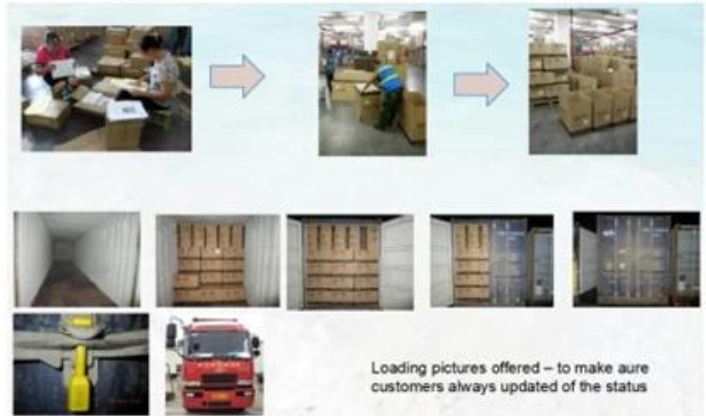 Loading pictures offered – to make aure
customers always updated of the status